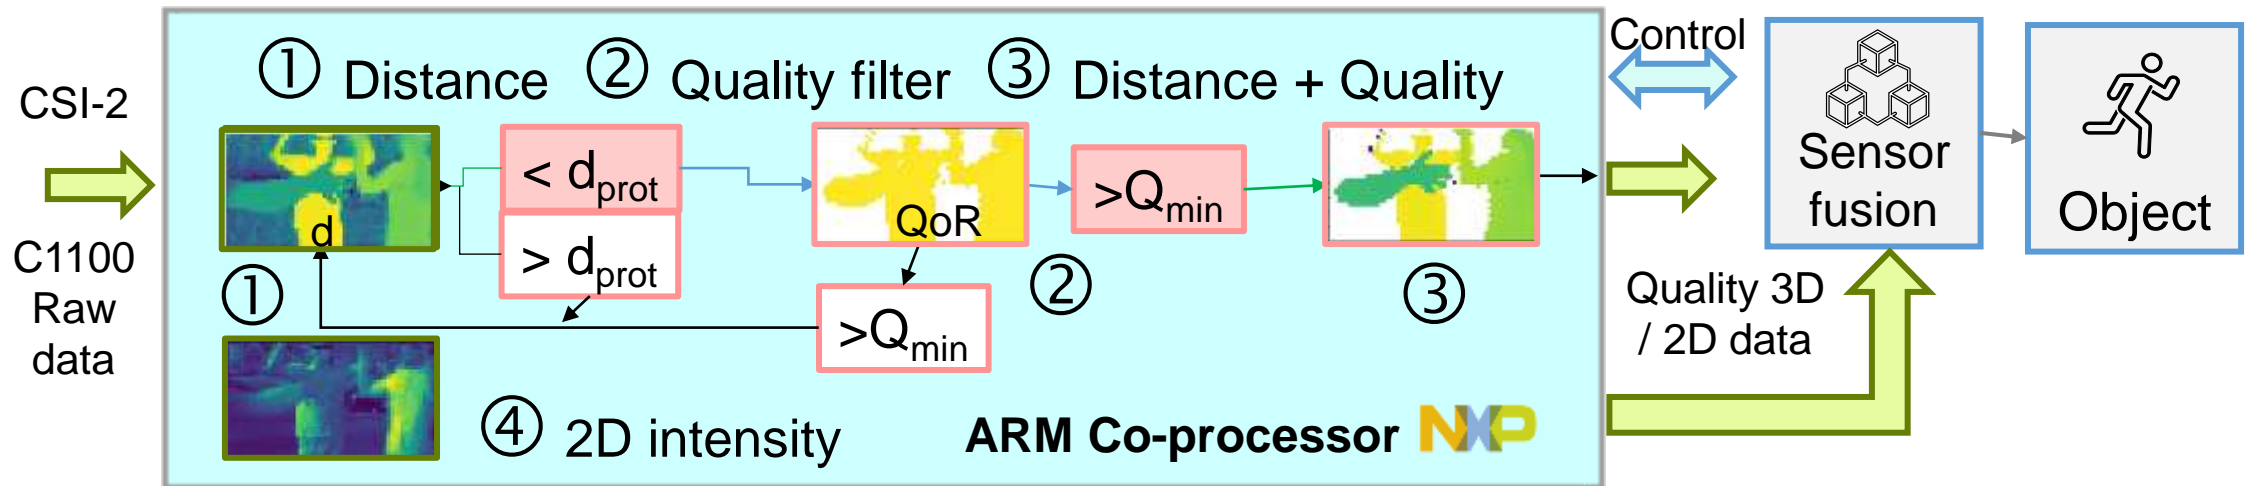 CSI-2
C1100
Raw
data
① Distance ② Quality filter ③ Distance + Quality
d
< dprot
> dprot
QoR
>Qmin
>Qmin
①
②
③
④ 2D intensity
ARM Co-processor NXP
Control
Quality 3D
/ 2D data
Sensor
fusion
Object